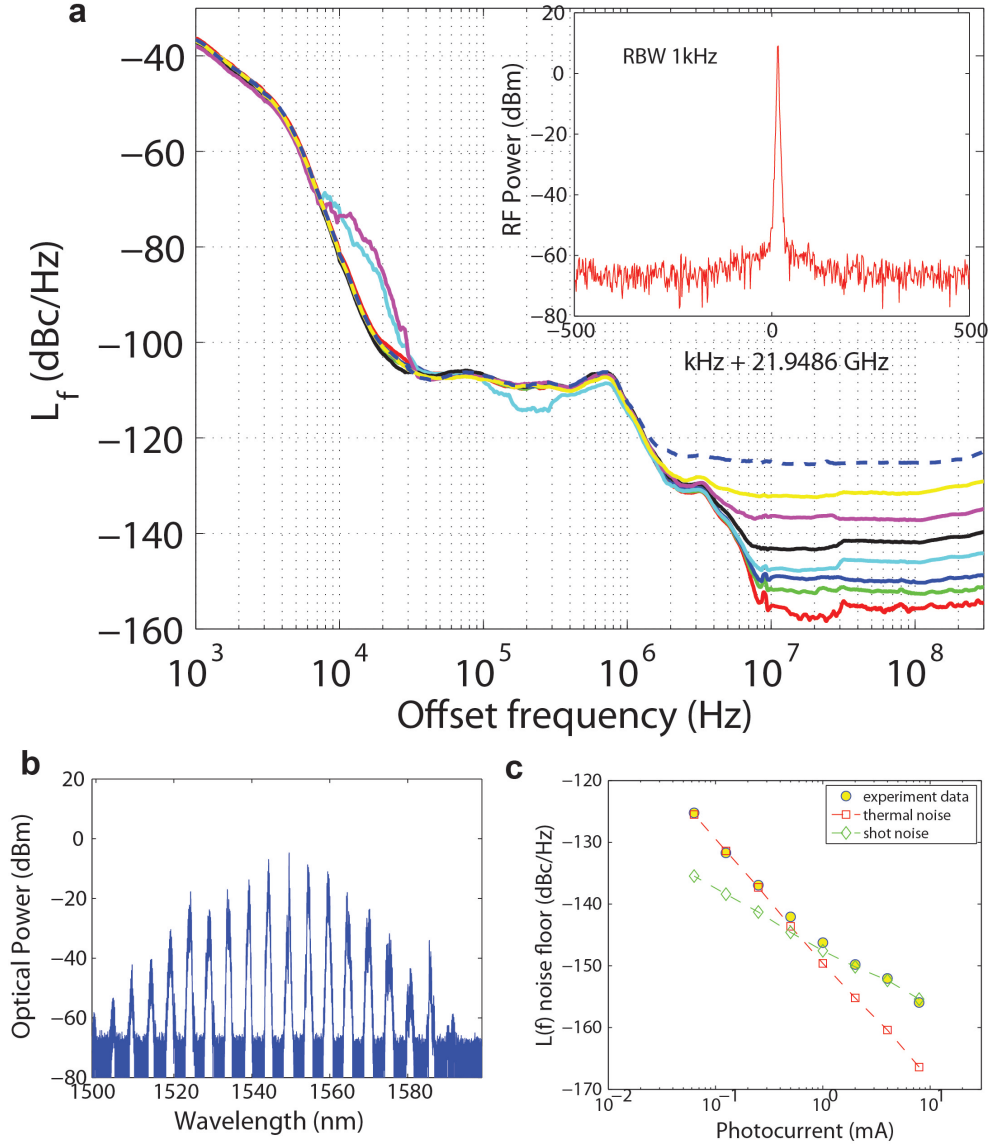 a
L_f (dBc/Hz)
−40
−60
−80
−100
−120
−140
−160
10^3
10^4
10^5
10^6
10^7
10^8
Offset frequency (Hz)
RBW 1kHz
RF Power (dBm)
20
0
−20
−40
−60
−80
−500
0
500
kHz + 21.9486 GHz
b
Optical Power (dBm)
20
0
−20
−40
−60
−80
1500
1520
1540
1560
1580
Wavelength (nm)
c
L(f) noise floor (dBc/Hz)
−120
−130
−140
−150
−160
−170
10^−2
10^−1
10^0
10^1
Photocurrent (mA)
experiment data
thermal noise
shot noise